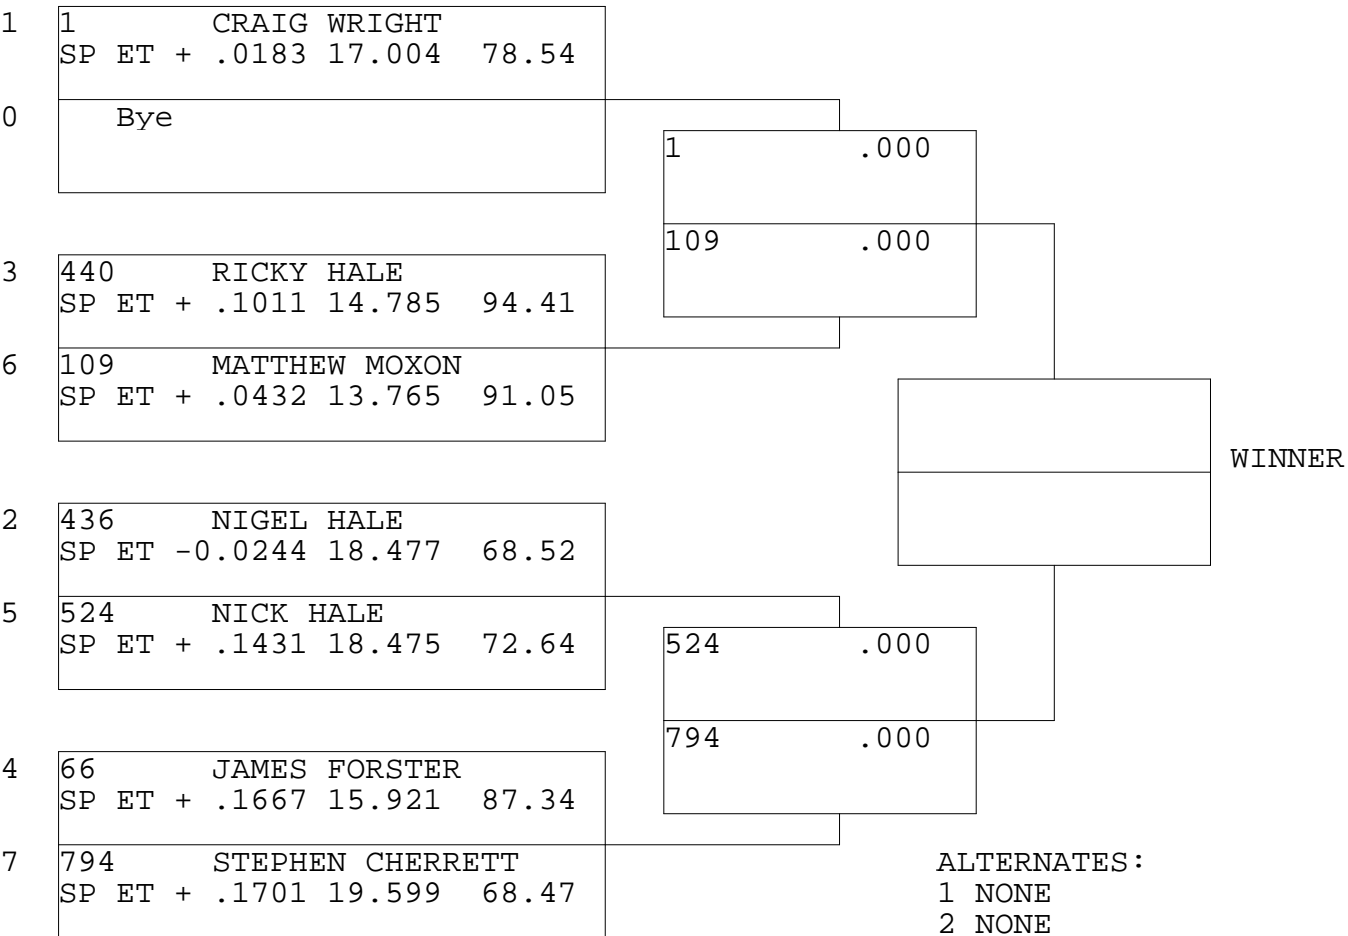 1 1 CRAIG WRIGHT
SP ET + .0183 17.004 78.54
0 Bye
1 .000
109 .000
3 440 RICKY HALE
SP ET + .1011 14.785 94.41
6 109 MATTHEW MOXON
SP ET + .0432 13.765 91.05
WINNER
2 436 NIGEL HALE
SP ET -0.0244 18.477 68.52
5 524 NICK HALE
SP ET + .1431 18.475 72.64
524 .000
794 .000
4 66 JAMES FORSTER
SP ET + .1667 15.921 87.34
7 794 STEPHEN CHERRETT
SP ET + .1701 19.599 68.47
ALTERNATES:
1 NONE
2 NONE